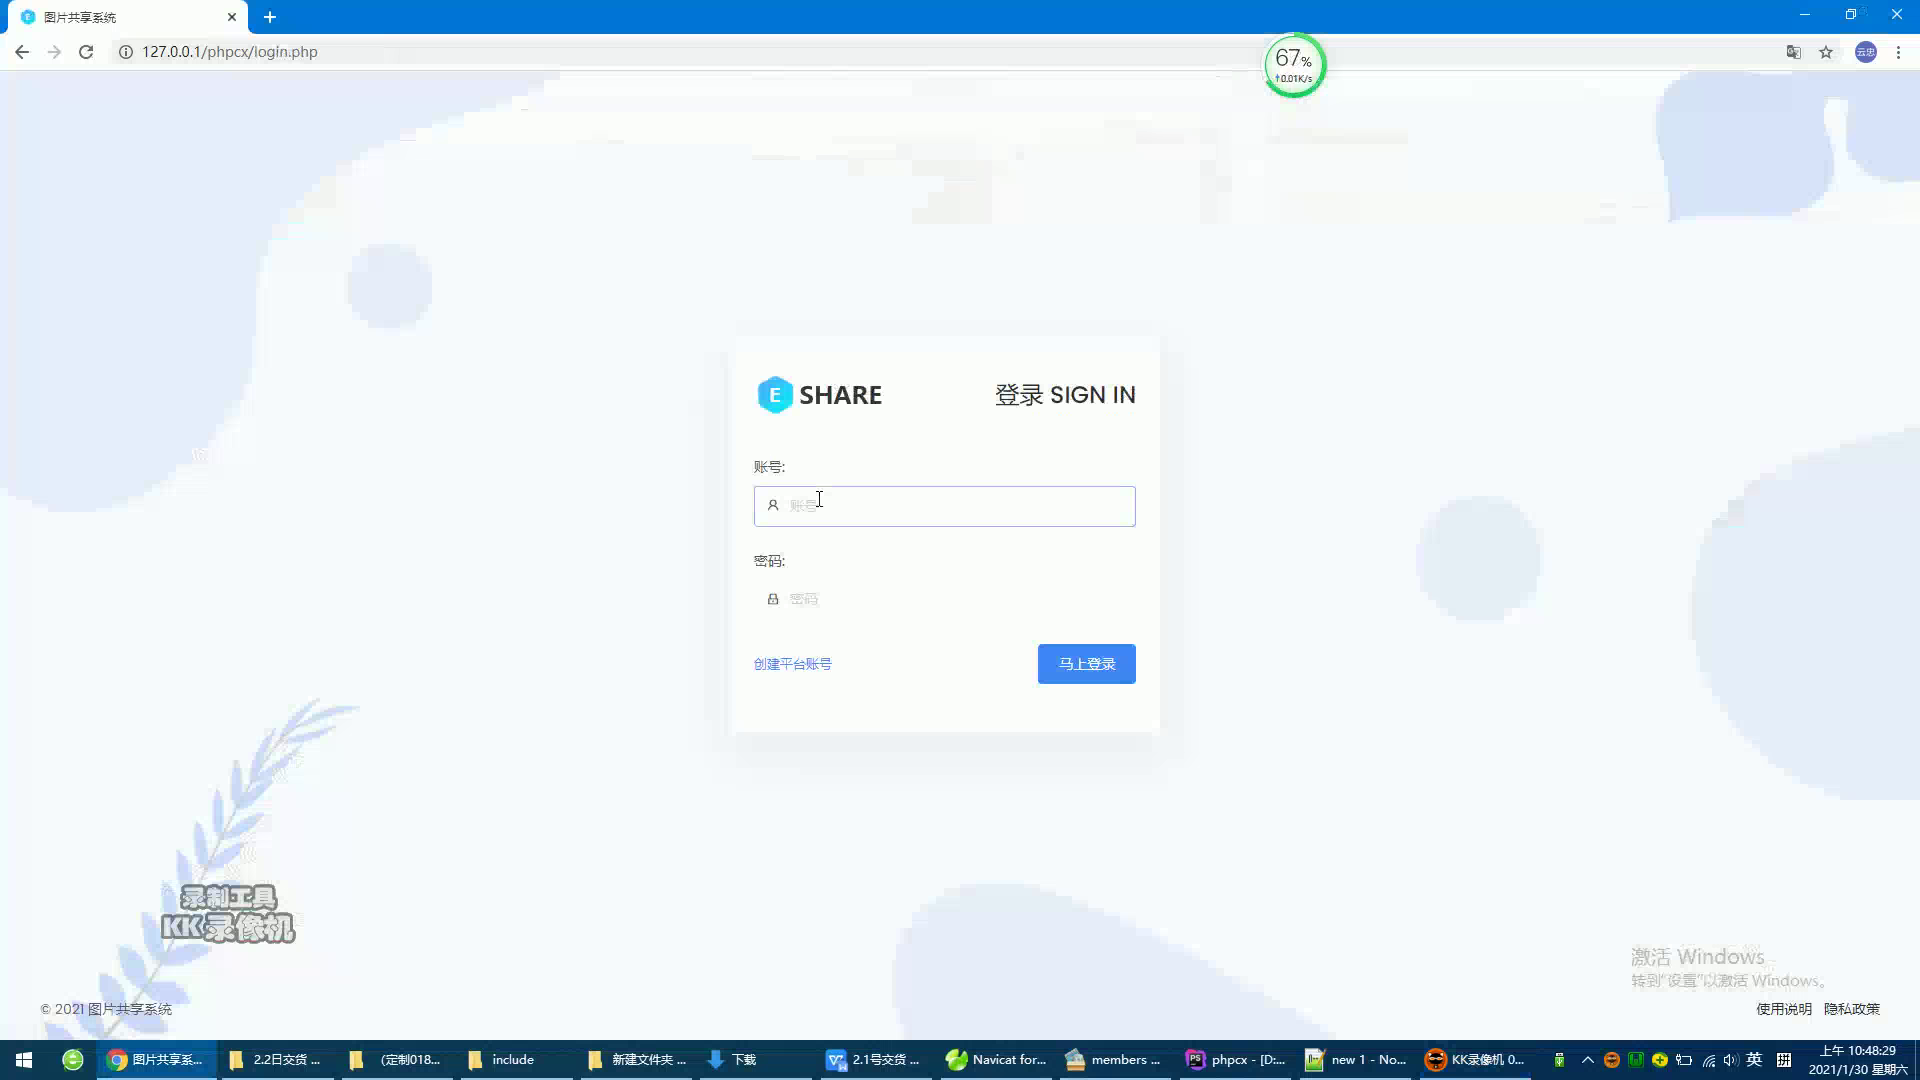 图片共享系统
127.0.0.1/phpcx/login.php
67%
↑0.01K/s
云忠
E SHARE
登录 SIGN IN
账号:
账号
密码:
密码
创建平台账号
马上登录
录制工具
KK录像机
激活 Windows
转到"设置"以激活 Windows。
© 2021 图片共享系统
使用说明 隐私政策
图片共享系...
2.2日交货 ...
(定制018...
include
新建文件夹 ...
下载
2.1号交货 ...
Navicat for...
members ...
phpcx - [D:...
new 1 - No...
KK录像机 0...
英
拼
上午 10:48:29
2021/1/30 星期六